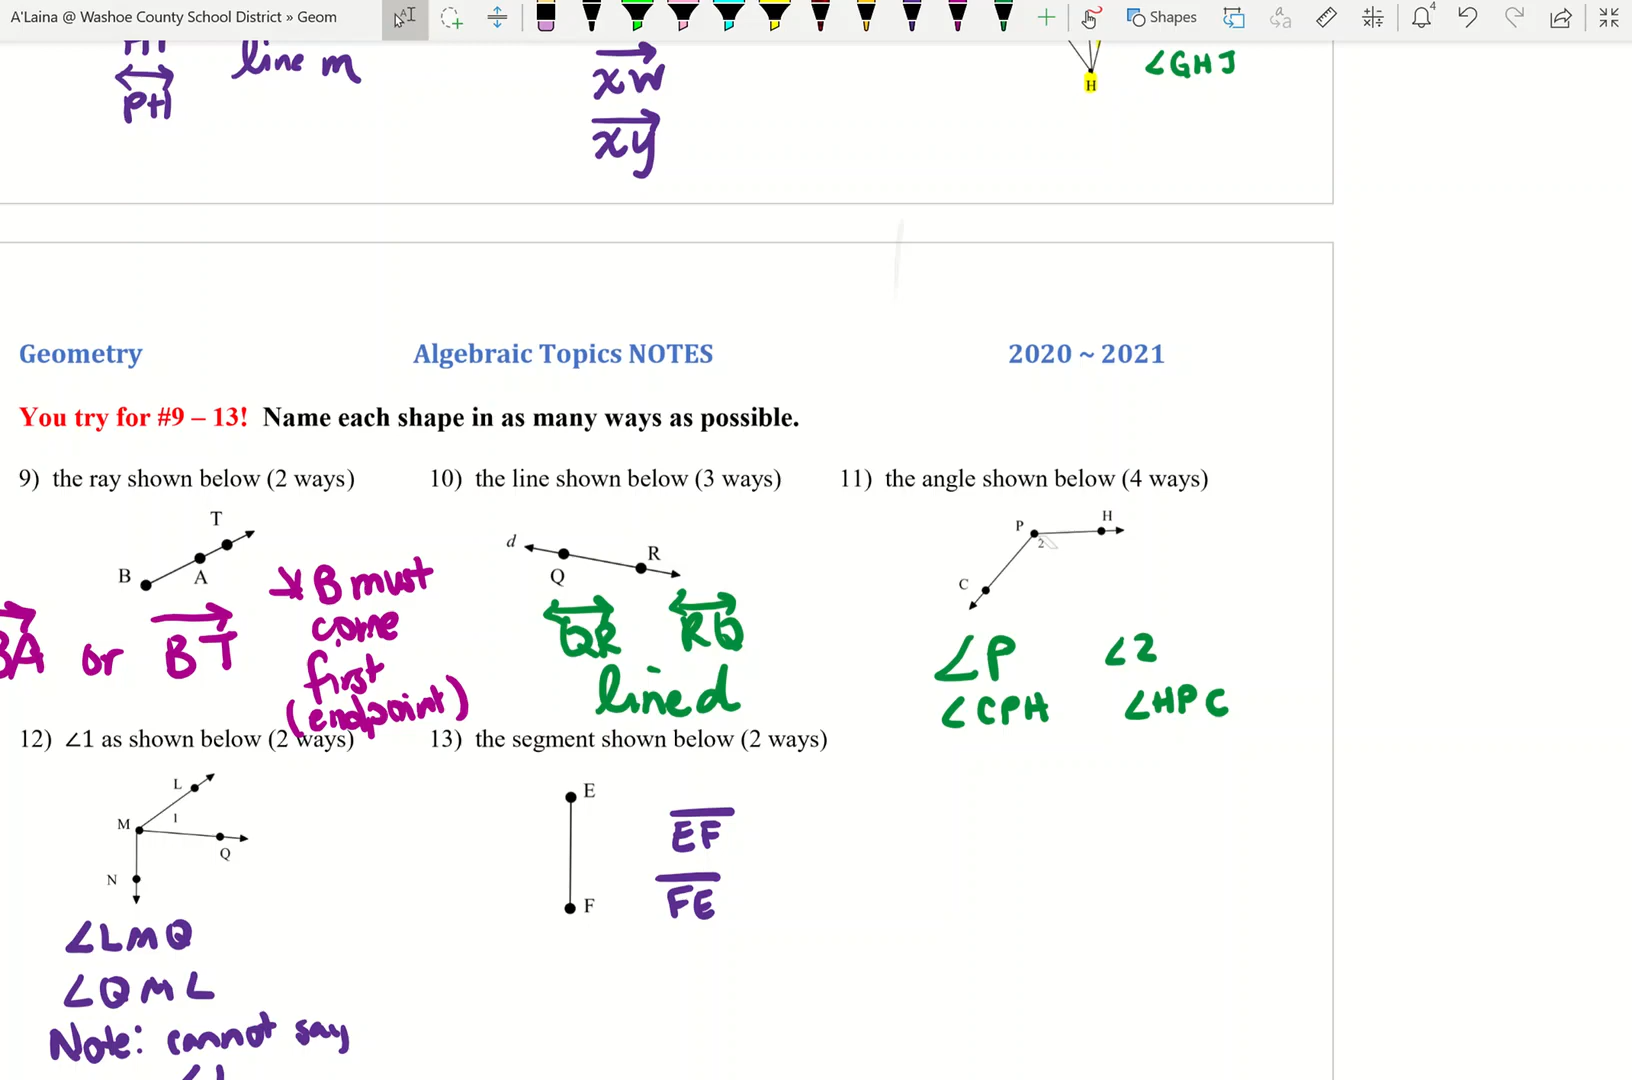 A'Laina @ Washoe County School District » Geom
Shapes
4
line m
XW
∠GHJ
H
PH
XY
Geometry Algebraic Topics NOTES 2020 ~ 2021
You try for #9 – 13! Name each shape in as many ways as possible.
9) the ray shown below (2 ways)
T
B
A
BA or BT
* B must
come
first
(endpoint)
10) the line shown below (3 ways)
d
R
Q
QR RQ
line d
11) the angle shown below (4 ways)
P
H
2
C
∠P ∠2
∠CPH ∠HPC
12) ∠1 as shown below (2 ways)
L
M
1
Q
N
∠LMQ
∠QML
Note: cannot say
13) the segment shown below (2 ways)
E
F
EF
FE